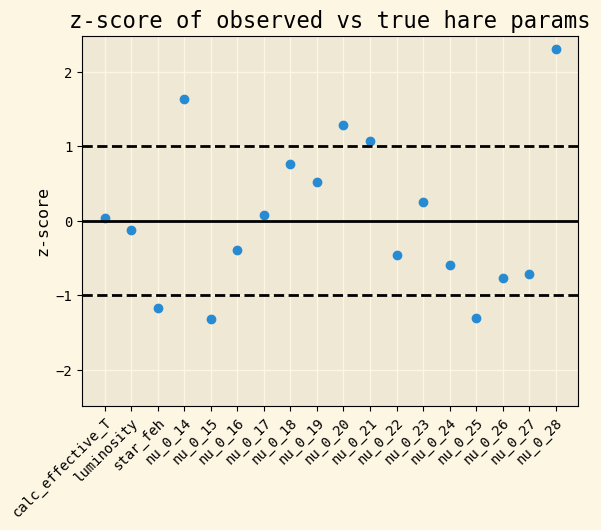 z-score of observed vs true hare params
z-score
2
1
0
−1
−2
calc_effective_T
luminosity
star_feh
nu_0_14
nu_0_15
nu_0_16
nu_0_17
nu_0_18
nu_0_19
nu_0_20
nu_0_21
nu_0_22
nu_0_23
nu_0_24
nu_0_25
nu_0_26
nu_0_27
nu_0_28